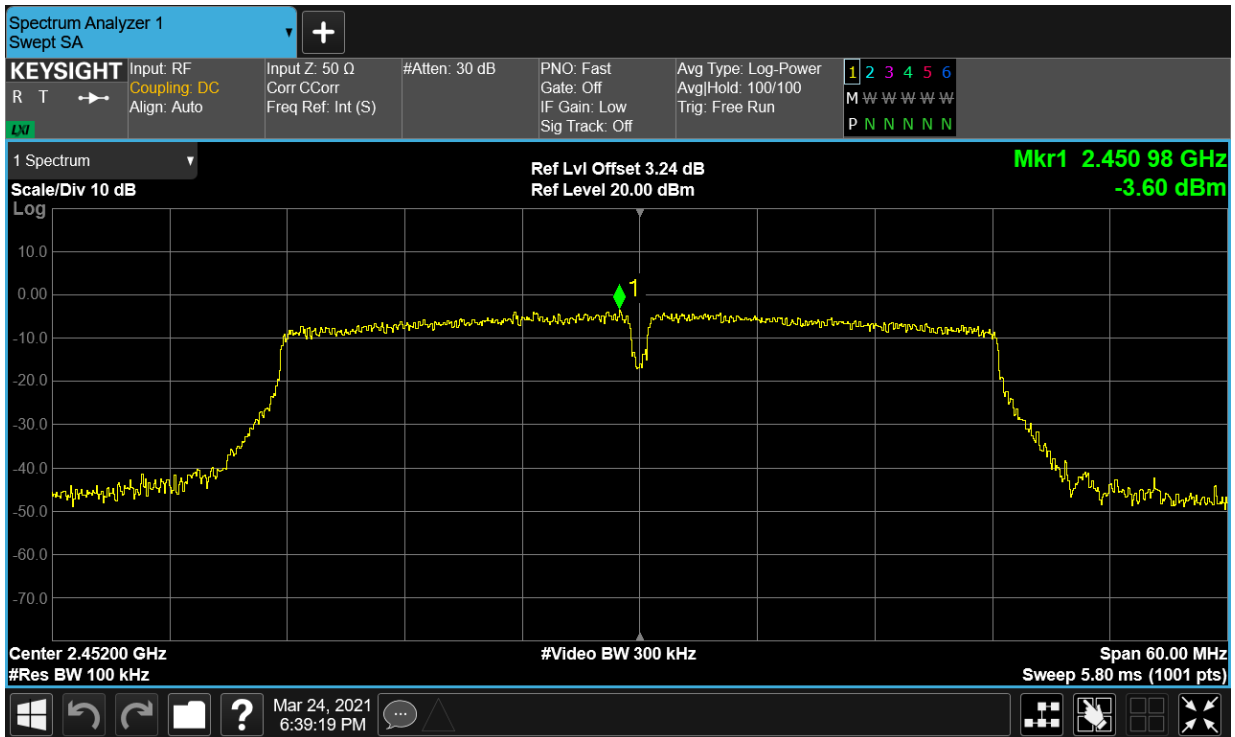 Spectrum Analyzer 1
Swept SA
KEYSIGHT
R T
LXI
Input: RF
Coupling: DC
Align: Auto
Input Z: 50 Ω
Corr CCorr
Freq Ref: Int (S)
#Atten: 30 dB
PNO: Fast
Gate: Off
IF Gain: Low
Sig Track: Off
Avg Type: Log-Power
Avg|Hold: 100/100
Trig: Free Run
1 2 3 4 5 6
M W W W W W
P N N N N N
1 Spectrum
Scale/Div 10 dB
Log
Ref Lvl Offset 3.24 dB
Ref Level 20.00 dBm
Mkr1 2.450 98 GHz
-3.60 dBm
10.0
0.00
-10.0
-20.0
-30.0
-40.0
-50.0
-60.0
-70.0
1
Center 2.45200 GHz
#Res BW 100 kHz
#Video BW 300 kHz
Span 60.00 MHz
Sweep 5.80 ms (1001 pts)
?
Mar 24, 2021
6:39:19 PM